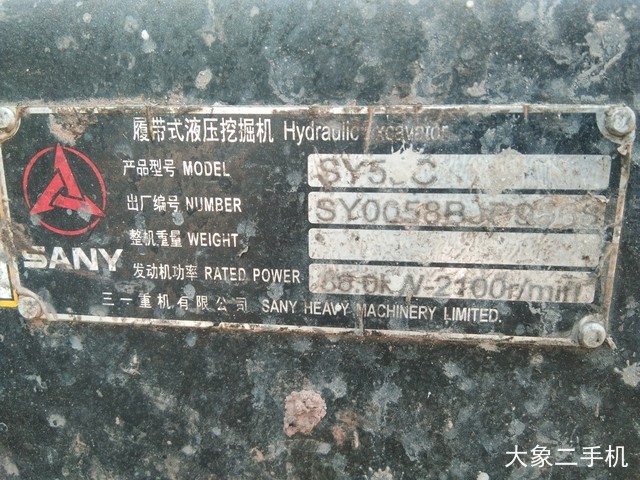 履带式液压挖掘机 Hydraulic Excavator
产品型号 MODEL
出厂编号 NUMBER
整机重量 WEIGHT
SANY
发动机功率 RATED POWER -2100r/min
三一重机有限公司 SANY HEAVY MACHINERY LIMITED.
大象二手机